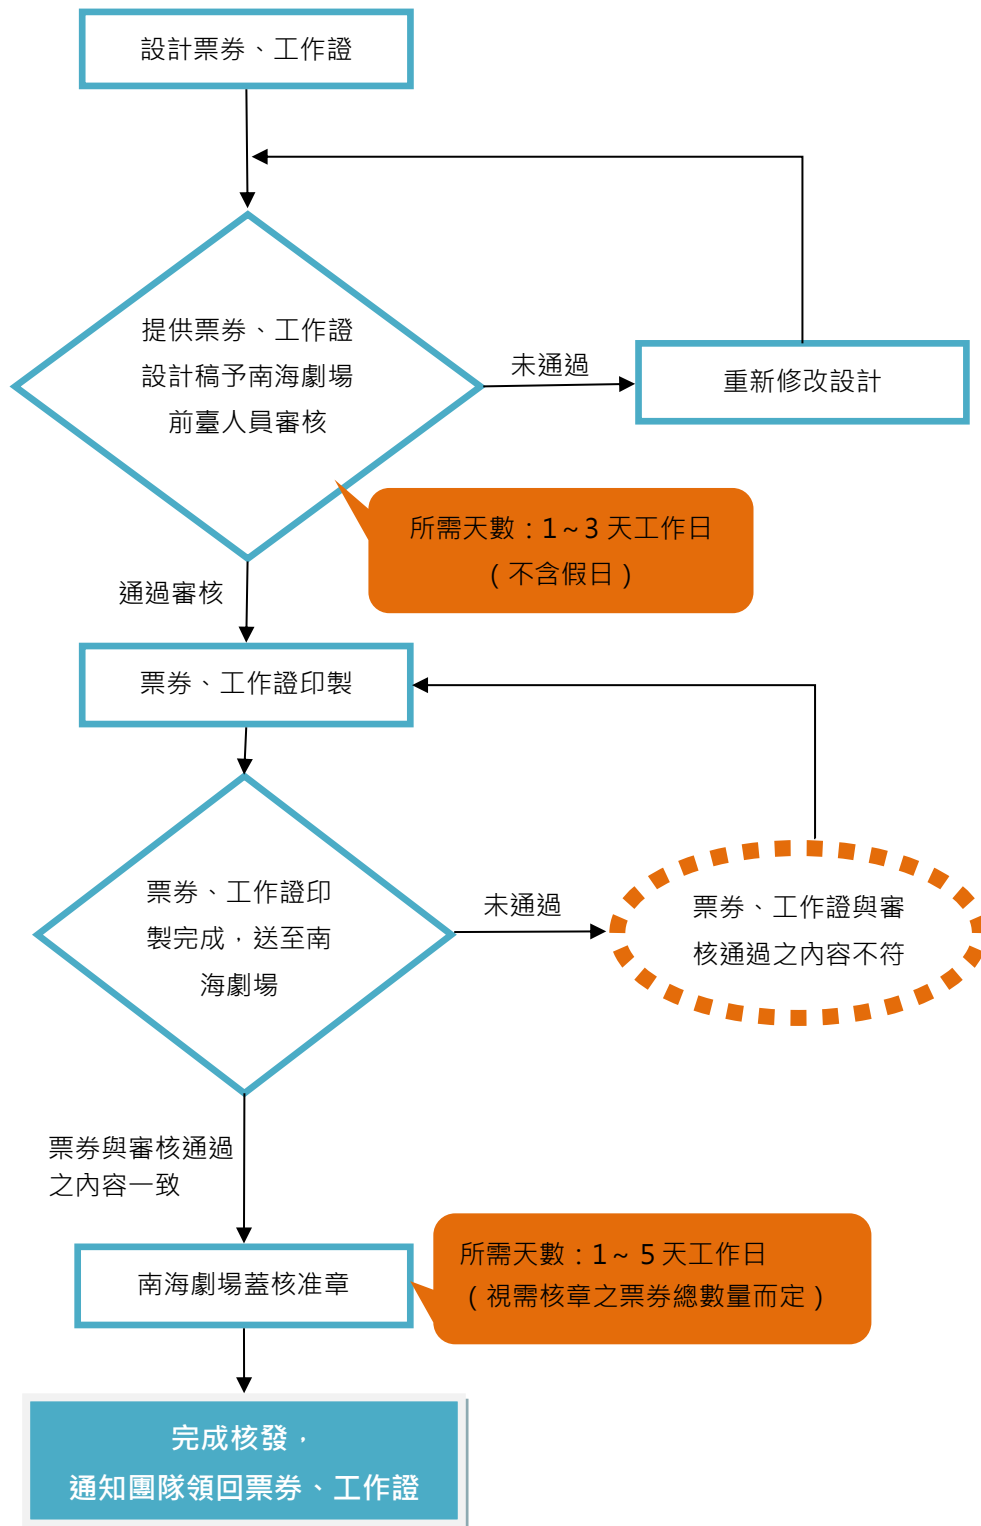 設計票券、工作證
提供票券、工作證
設計稿予南海劇場
前臺人員審核
未通過
重新修改設計
所需天數：1~3 天工作日
（不含假日）
通過審核
票券、工作證印製
票券、工作證印
製完成，送至南
海劇場
未通過
票券、工作證與審
核通過之內容不符
票券與審核通過
之內容一致
南海劇場蓋核准章
所需天數：1~ 5 天工作日
（視需核章之票券總數量而定）
完成核發，
通知團隊領回票券、工作證